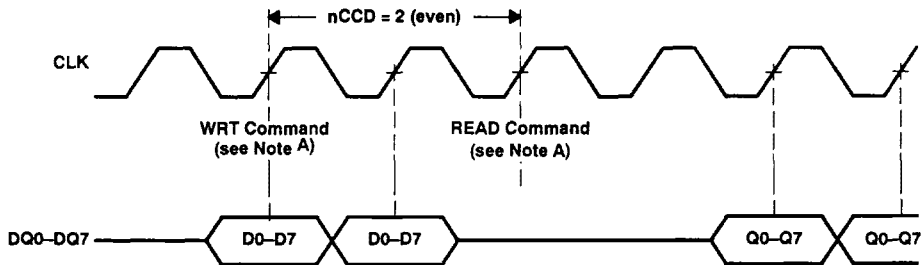 nCCD = 2 (even)
CLK
WRT Command
(see Note A)
READ Command
(see Note A)
DQ0–DQ7
D0–D7
D0–D7
Q0–Q7
Q0–Q7